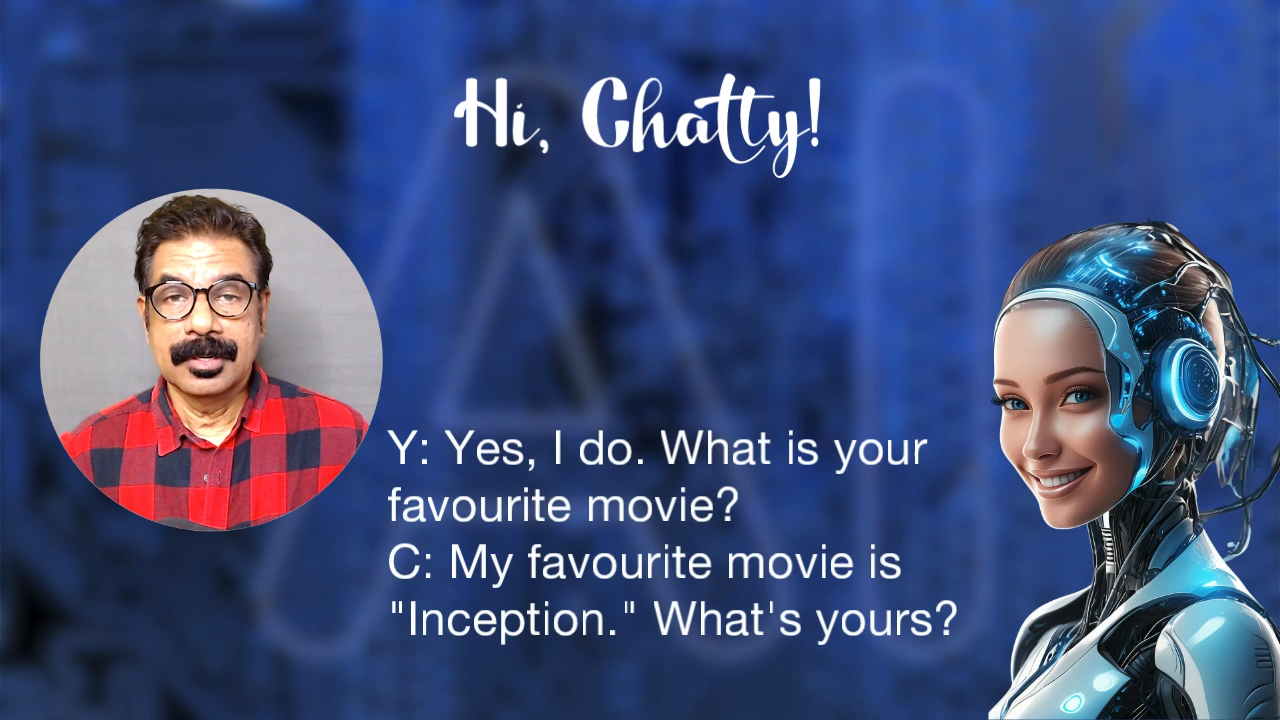 Hi, Chatty!
Y: Yes, I do. What is your
favourite movie?
C: My favourite movie is
"Inception." What's yours?